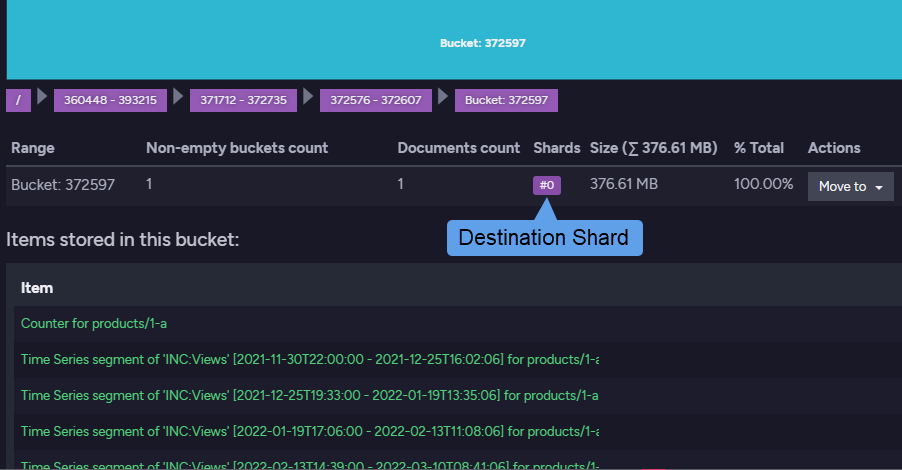 Bucket: 372597
/ 360448 - 393215 371712 - 372735 372576 - 372607 Bucket: 372597
Range Non-empty buckets count Documents count Shards Size (∑ 376.61 MB) % Total Actions
Bucket: 372597 1 1 #0 376.61 MB 100.00% Move to
Destination Shard
Items stored in this bucket:
Item
Counter for products/1-a
Time Series segment of 'INC:Views' [2021-11-30T22:00:00 - 2021-12-25T16:02:06] for products/1-a
Time Series segment of 'INC:Views' [2021-12-25T19:33:00 - 2022-01-19T13:35:06] for products/1-a
Time Series segment of 'INC:Views' [2022-01-19T17:06:00 - 2022-02-13T11:08:06] for products/1-a
Time Series segment of 'INC:Views' [2022-02-13T14:39:00 - 2022-03-10T08:41:06] for products/1-a